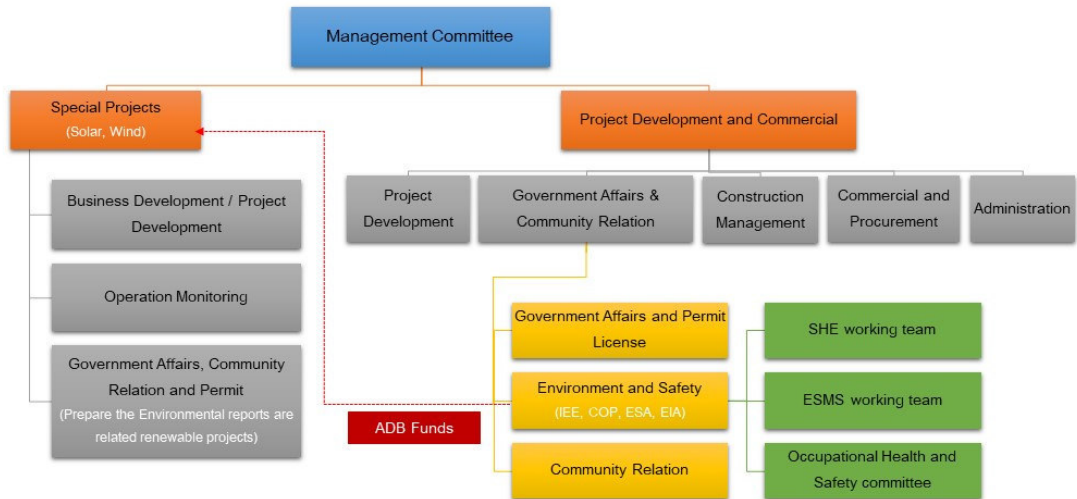 Management Committee
Special Projects
(Solar, Wind)
Project Development and Commercial
Project
Development
Government Affairs &
Community Relation
Construction
Management
Commercial and
Procurement
Administration
Business Development / Project
Development
Operation Monitoring
Government Affairs, Community
Relation and Permit
(Prepare the Environmental reports are
related renewable projects)
Government Affairs and Permit
License
Environment and Safety
(IEE, COP, ESA, EIA)
Community Relation
ADB Funds
SHE working team
ESMS working team
Occupational Health and
Safety committee